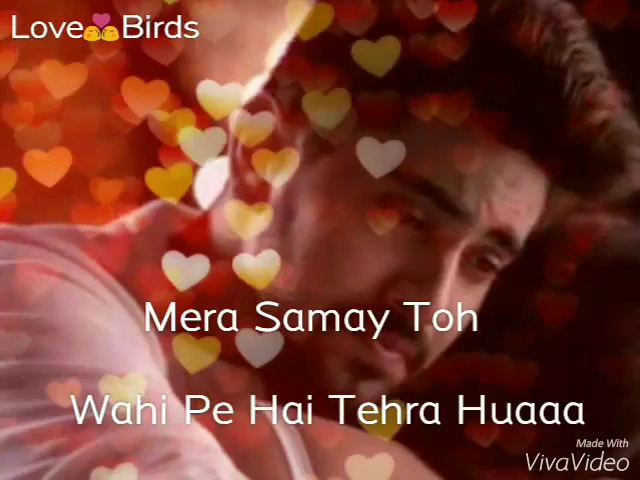 Love💏Birds
Mera Samay Toh
Wahi Pe Hai Tehra Huaaa
Made With
VivaVideo